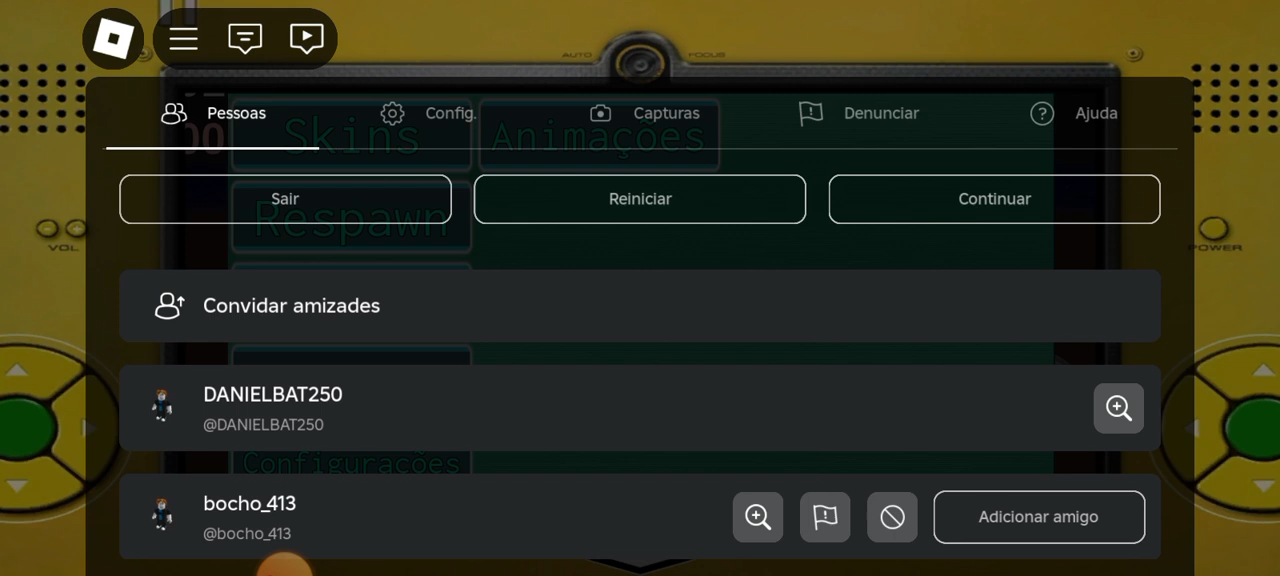 AUTO FOCUS
Pessoas Config. Capturas Denunciar Ajuda
Skins Animações
Sair Reiniciar Continuar
Respawn
VOL POWER
Convidar amizades
DANIELBAT250
@DANIELBAT250
Configurações
bocho_413
@bocho_413
Adicionar amigo